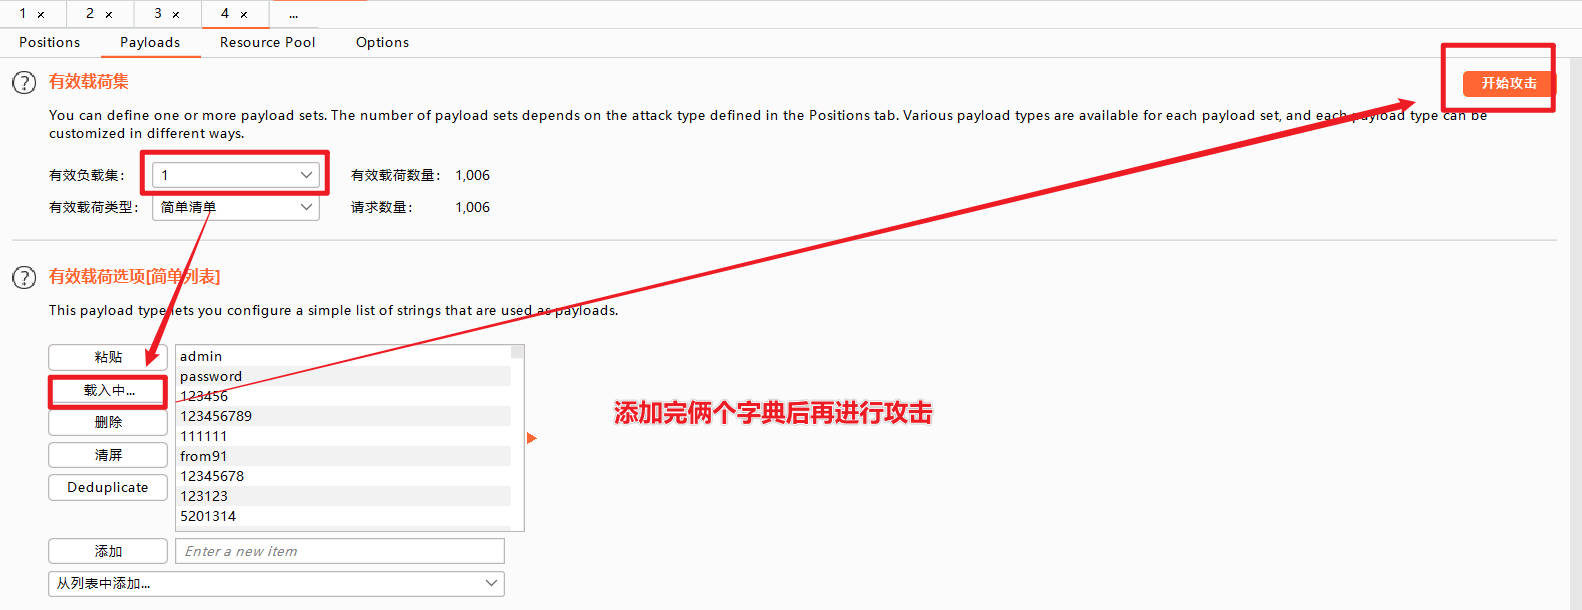 1 × 2 × 3 × 4 × ...
Positions Payloads Resource Pool Options
? 有效载荷集
开始攻击
You can define one or more payload sets. The number of payload sets depends on the attack type defined in the Positions tab. Various payload types are available for each payload set, and each payload type can be
customized in different ways.
有效负载集: 1 有效载荷数量: 1,006
有效载荷类型: 简单清单 请求数量: 1,006
? 有效载荷选项[简单列表]
This payload type lets you configure a simple list of strings that are used as payloads.
粘贴
载入中...
删除
清屏
Deduplicate
admin
password
123456
123456789
111111
from91
12345678
123123
5201314
添加完俩个字典后再进行攻击
添加 Enter a new item
从列表中添加...